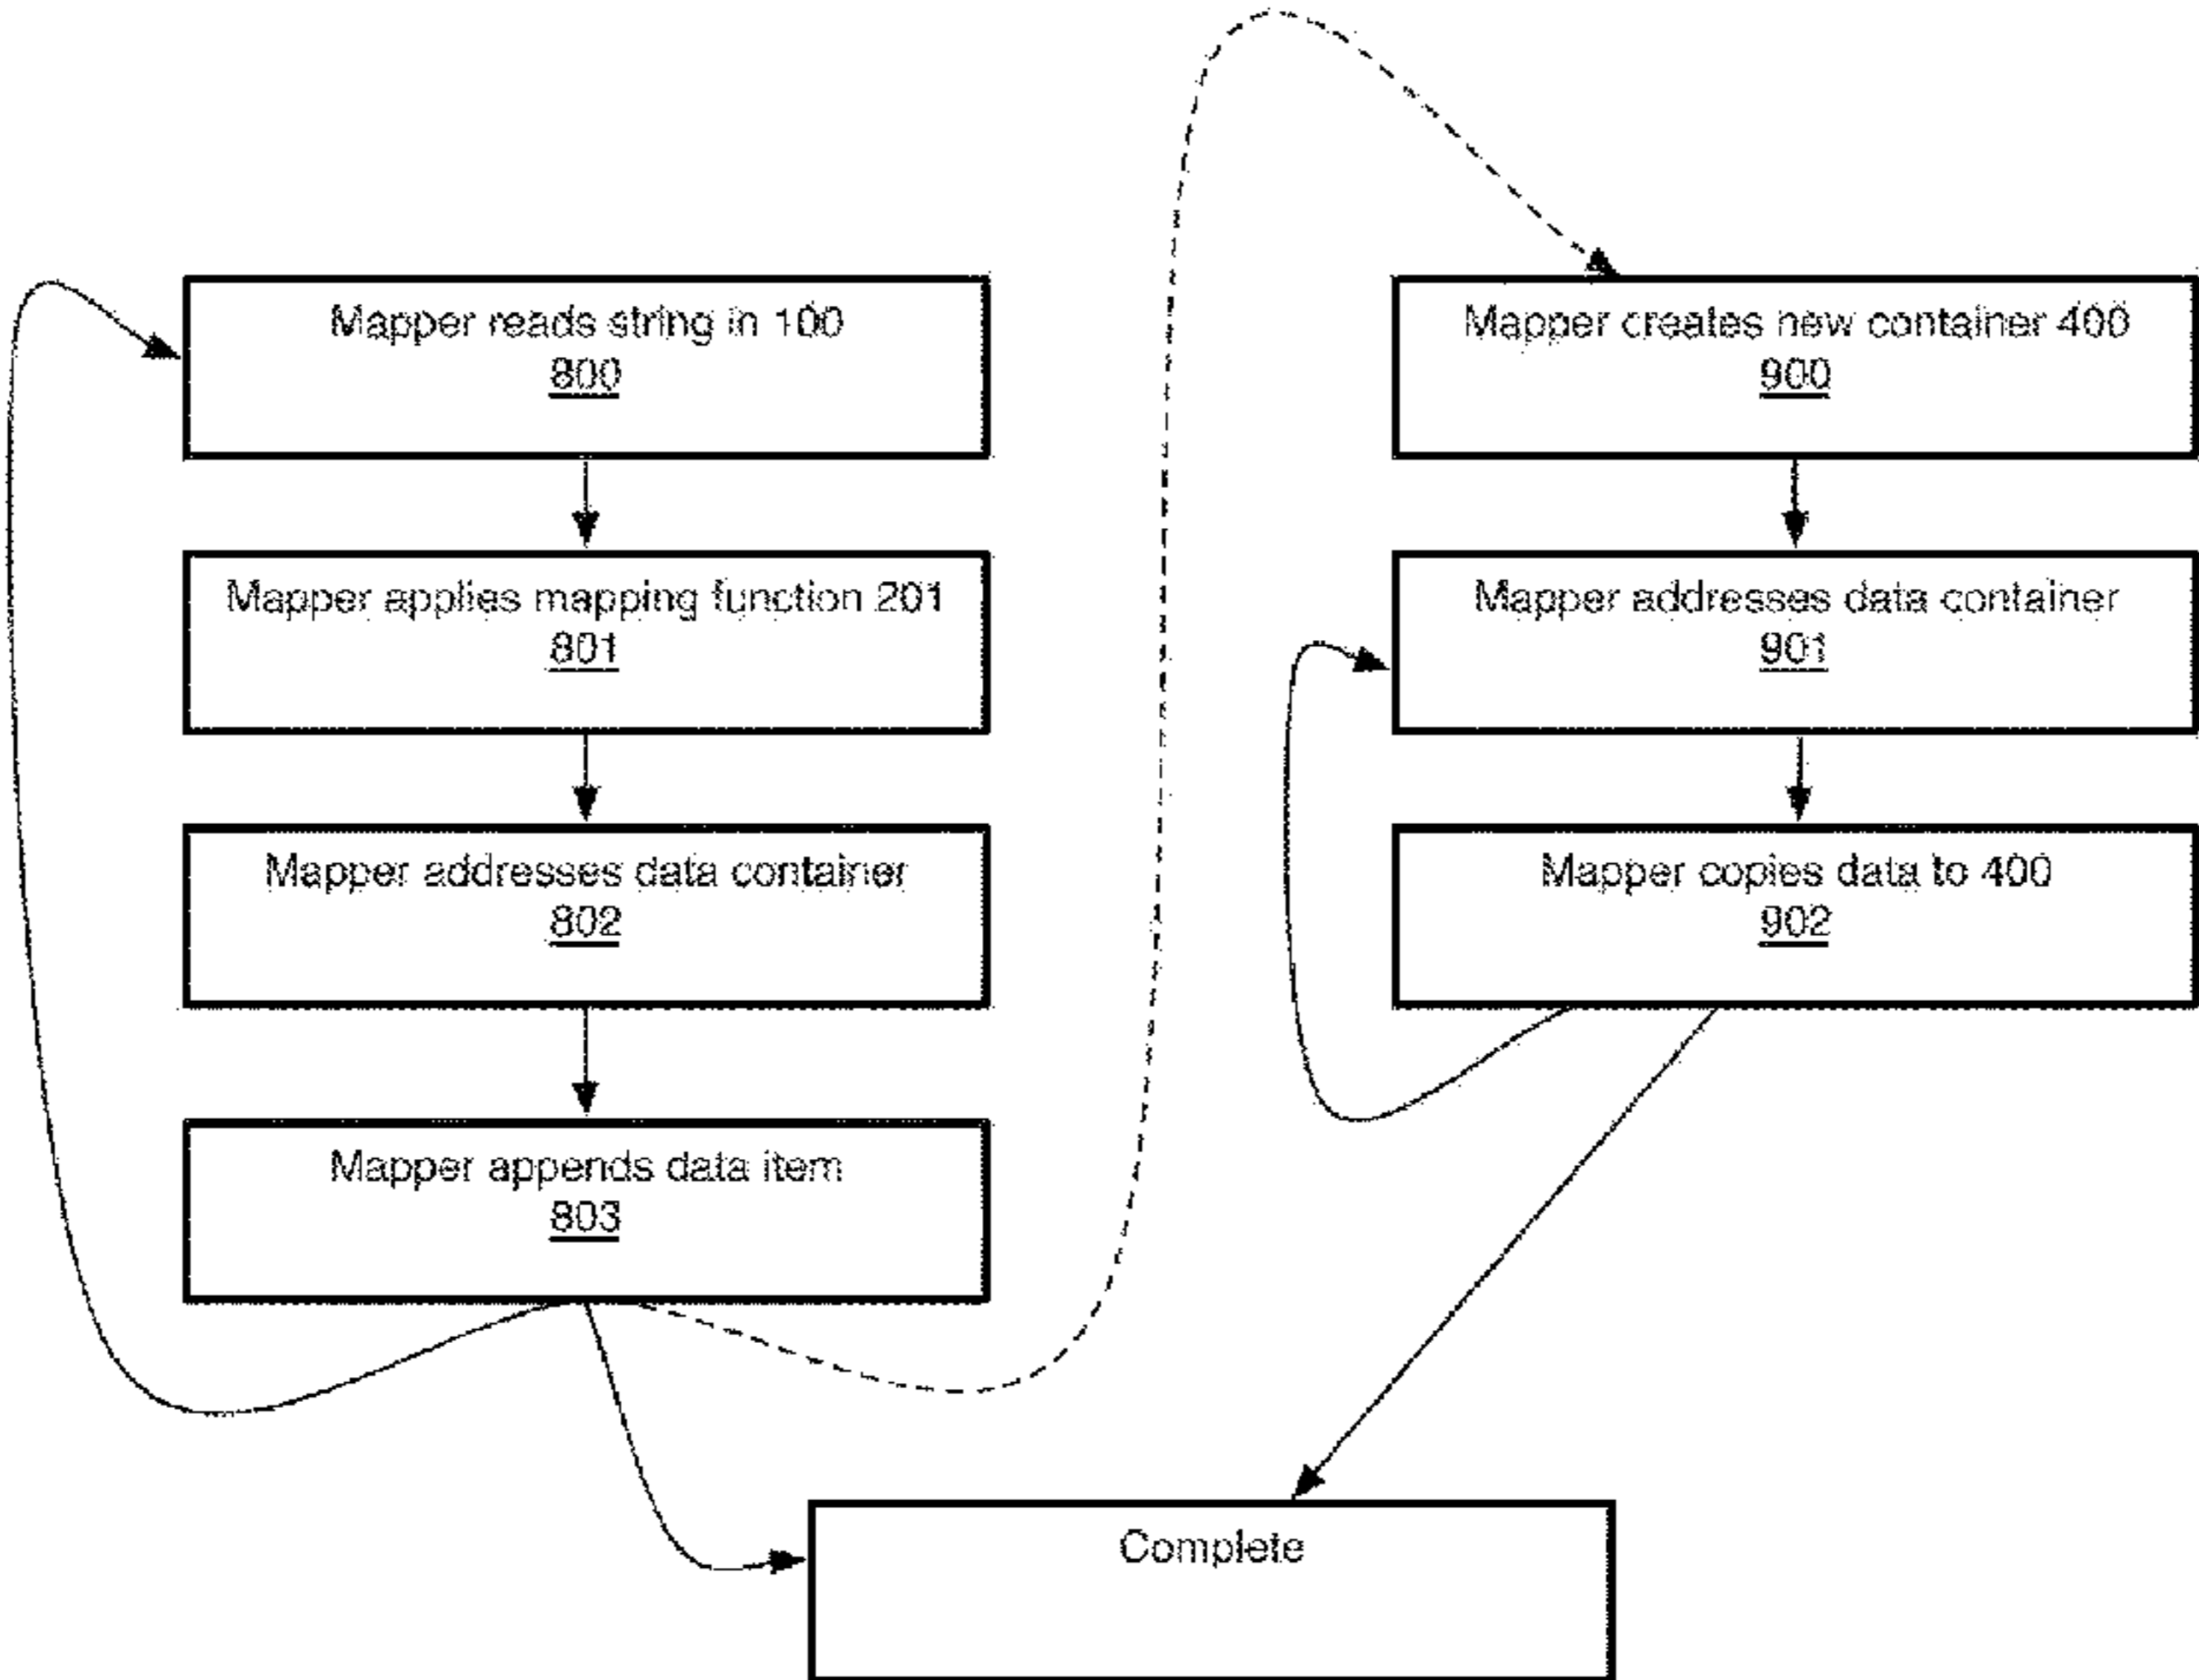 Mapper reads string in 100
800
Mapper applies mapping function 201
801
Mapper addresses data container
802
Mapper appends data item
803
Mapper creates new container 400
900
Mapper addresses data container
901
Mapper copies data to 400
902
Complete